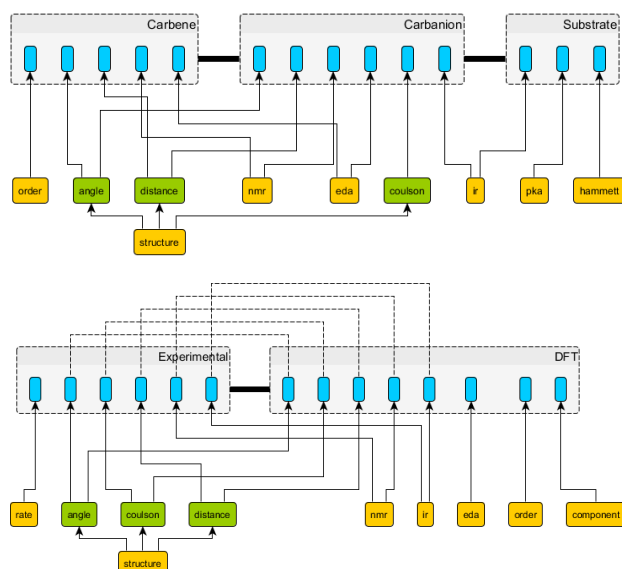 Carbene Carbanion Substrate
order angle distance nmr eda coulson ir pka hammett
structure
Experimental DFT
rate angle coulson distance nmr ir eda order component
structure